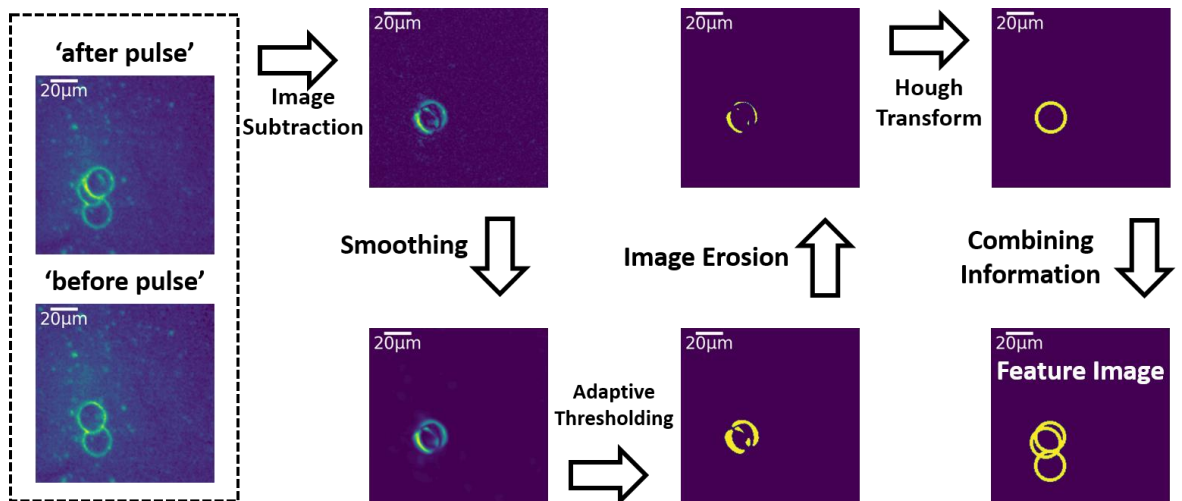 'after pulse'
20μm
'before pulse'
20μm
Image
Subtraction
20μm
Smoothing
20μm
Adaptive
Thresholding
20μm
Image Erosion
20μm
Hough
Transform
20μm
Combining
Information
20μm
Feature Image